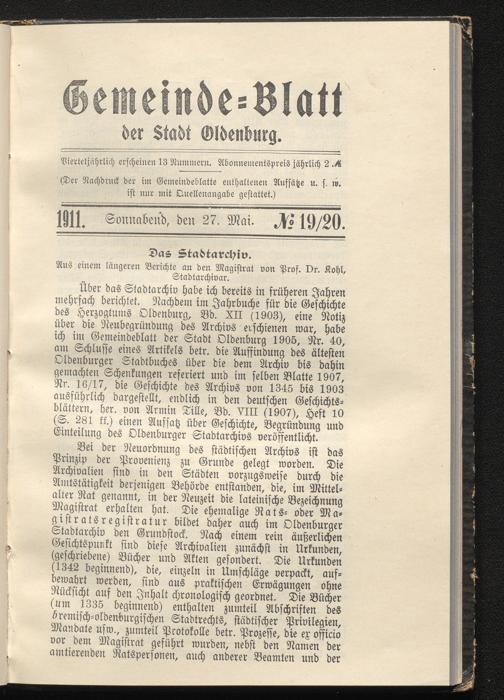 Gemeinde-Blatt
der Stadt Oldenburg.
Vierteljährlich erscheinen 13 Nummern. Abonnementspreis jährlich 2 ℳ
(Der Nachdruck der im Gemeindeblatte enthaltenen Aufsätze u. s. w.
ist nur mit Quellenangabe gestattet.)
1911. Sonnabend, den 27. Mai. № 19/20.
Das Stadtarchiv.
Aus einem längeren Berichte an den Magistrat von Prof. Dr. Kohl,
Stadtarchivar.
Über das Stadtarchiv habe ich bereits in früheren Jahren
mehrfach berichtet. Nachdem im Jahrbuche für die Geschichte
des Herzogtums Oldenburg, Bd. XII (1903), eine Notiz
über die Neubegründung des Archivs erschienen war, habe
ich im Gemeindeblatt der Stadt Oldenburg 1905, Nr. 40,
am Schlusse eines Artikels betr. die Auffindung des ältesten
Oldenburger Stadtbuches über die dem Archiv bis dahin
gemachten Schenkungen referiert und im selben Blatte 1907,
Nr. 16/17, die Geschichte des Archivs von 1345 bis 1903
ausführlich dargestellt, endlich in den deutschen Geschichts-
blättern, her. von Armin Tille, Bd. VIII (1907), Heft 10
(S. 281 ff.) einen Aufsatz über Geschichte, Begründung und
Einteilung des Oldenburger Stadtarchivs veröffentlicht.
Bei der Neuordnung des städtischen Archivs ist das
Prinzip der Provenienz zu Grunde gelegt worden. Die
Archivalien sind in den Städten vorzugsweise durch die
Amtstätigkeit derjenigen Behörde entstanden, die, im Mittel-
alter Rat genannt, in der Neuzeit die lateinische Bezeichnung
Magistrat erhalten hat. Die ehemalige Rats- oder Ma-
gistratsregistratur bildet daher auch im Oldenburger
Stadtarchiv den Grundstock. Nach einem rein äußerlichen
Gesichtspunkt sind diese Archivalien zunächst in Urkunden,
(geschriebene) Bücher und Akten gesondert. Die Urkunden
(1342 beginnend), die, einzeln in Umschläge verpackt, auf-
bewahrt werden, sind aus praktischen Erwägungen ohne
Rücksicht auf den Inhalt chronologisch geordnet. Die Bücher
(um 1335 beginnend) enthalten zumteil Abschriften des
bremisch-oldenburgischen Stadtrechts, städtischer Privilegien,
Mandate usw., zumteil Protokolle betr. Prozesse, die ex officio
vor dem Magistrat geführt wurden, nebst den Namen der
amtierenden Ratspersonen, auch anderer Beamten und der